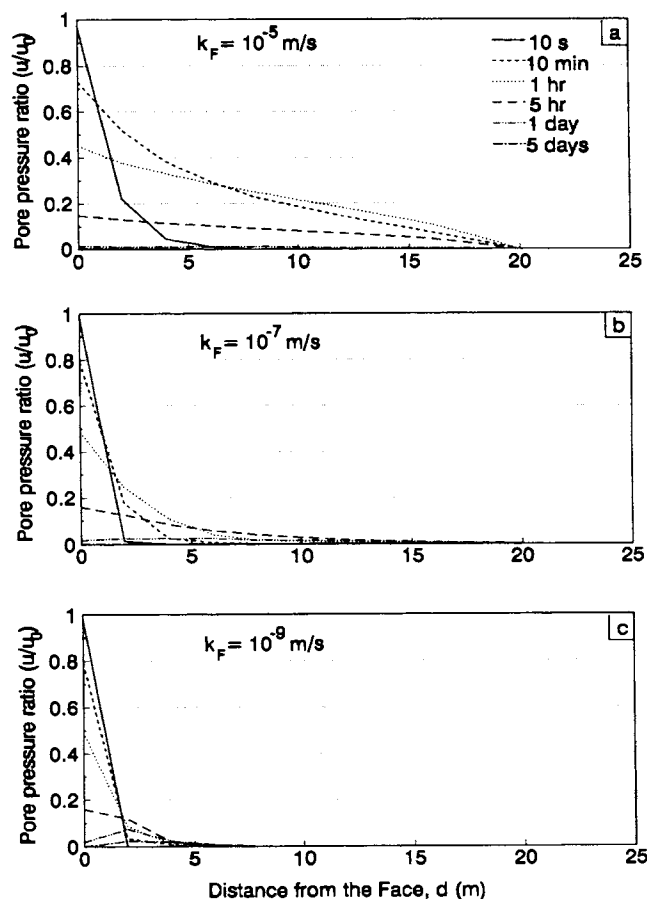 a
k_F = 10^-5 m/s
10 s
10 min
1 hr
5 hr
1 day
5 days
Pore pressure ratio (u/u_0)
1
0.8
0.6
0.4
0.2
0
0 5 10 15 20 25
b
k_F = 10^-7 m/s
Pore pressure ratio (u/u_0)
1
0.8
0.6
0.4
0.2
0
0 5 10 15 20 25
c
k_F = 10^-9 m/s
Pore pressure ratio (u/u_0)
1
0.8
0.6
0.4
0.2
0
0 5 10 15 20 25
Distance from the Face, d (m)